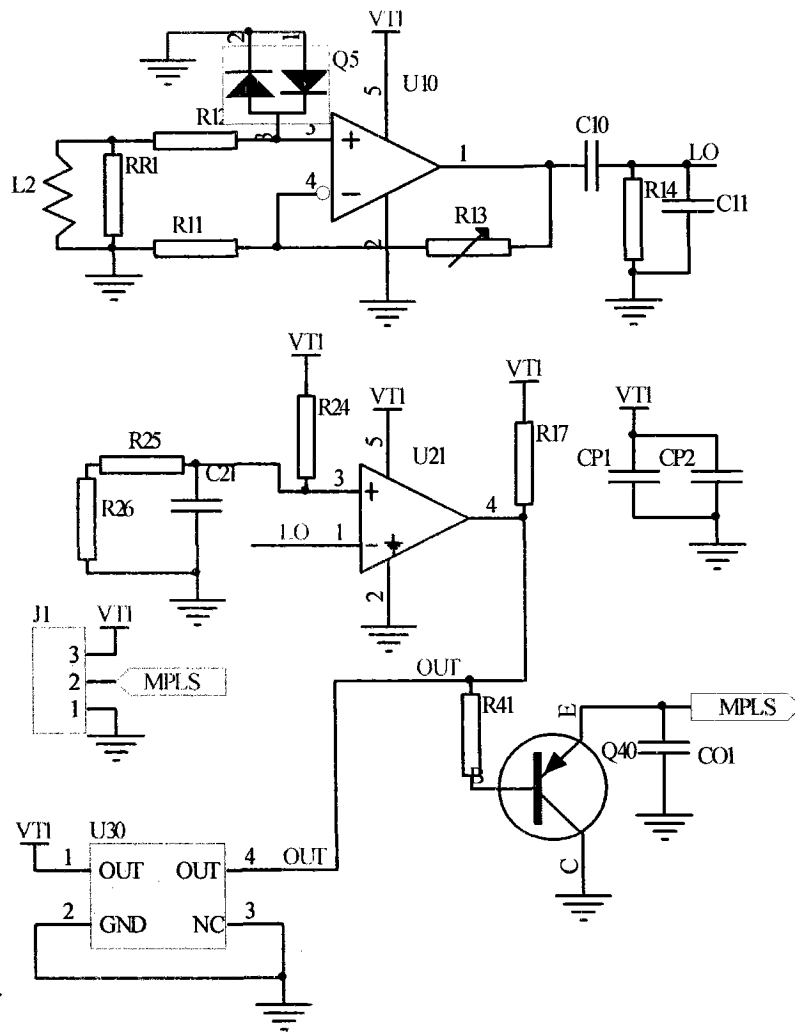 VT1
2 1
Q5
5
U10
R12
3
3
C10
+
1
LO
L2
RR1
4
−
R14
C11
R11
2
R13
VT1
VT1
VT1
VT1
R24
5
U21
R17
R25
C21
CP1
CP2
R26
3
+
4
LO
1
−
2
J1
VT1
3
2
MPLS
1
OUT
R41
E
MPLS
B
Q40
CO1
C
VT1
U30
1
OUT
OUT
4
OUT
2
GND
NC
3